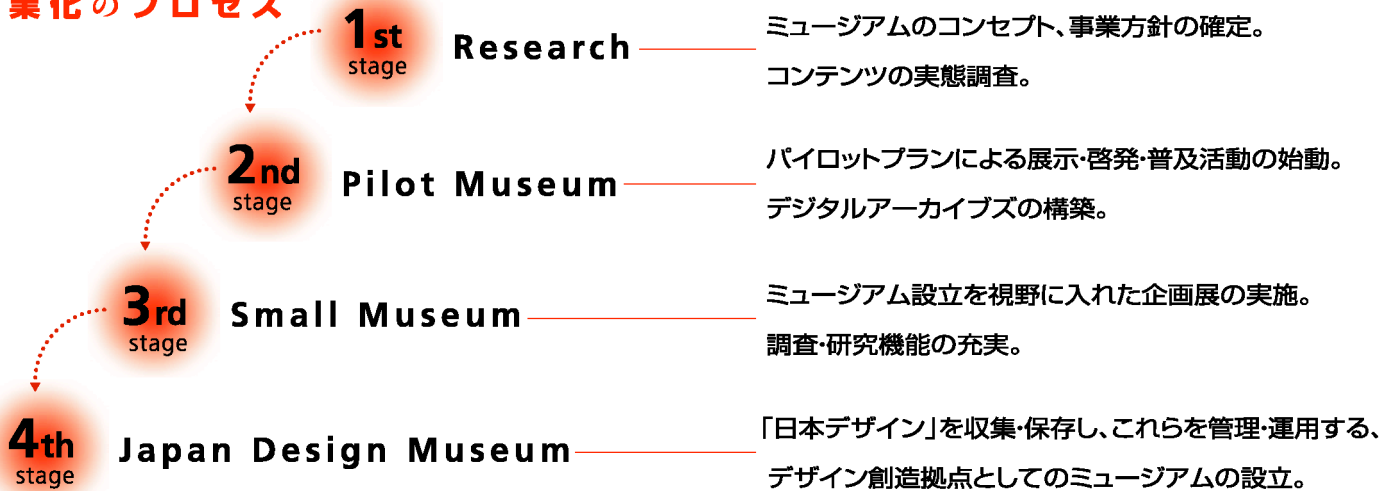 業化のプロセス
1st
stage
Research
ミュージアムのコンセプト、事業方針の確定。
コンテンツの実態調査。
2nd
stage
Pilot Museum
パイロットプランによる展示・啓発・普及活動の始動。
デジタルアーカイブズの構築。
3rd
stage
Small Museum
ミュージアム設立を視野に入れた企画展の実施。
調査・研究機能の充実。
4th
stage
Japan Design Museum
「日本デザイン」を収集・保存し、これらを管理・運用する、
デザイン創造拠点としてのミュージアムの設立。